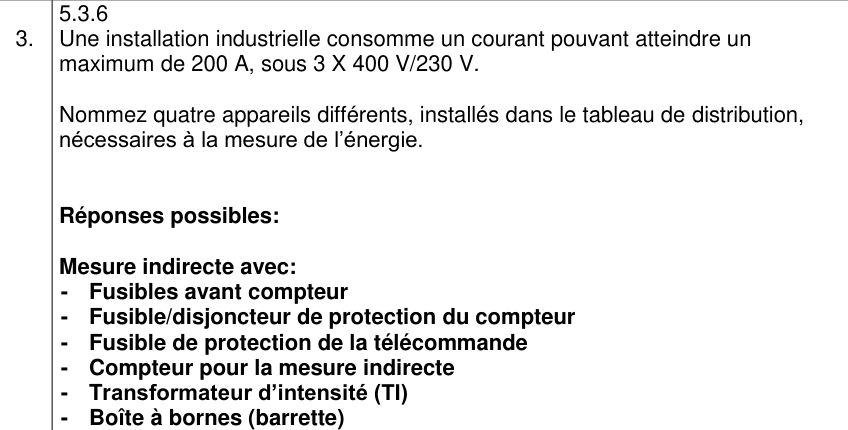 5.3.6
3. Une installation industrielle consomme un courant pouvant atteindre un
maximum de 200 A, sous 3 X 400 V/230 V.
Nommez quatre appareils différents, installés dans le tableau de distribution,
nécessaires à la mesure de l'énergie.
Réponses possibles:
Mesure indirecte avec:
- Fusibles avant compteur
- Fusible/disjoncteur de protection du compteur
- Fusible de protection de la télécommande
- Compteur pour la mesure indirecte
- Transformateur d'intensité (TI)
- Boîte à bornes (barrette)